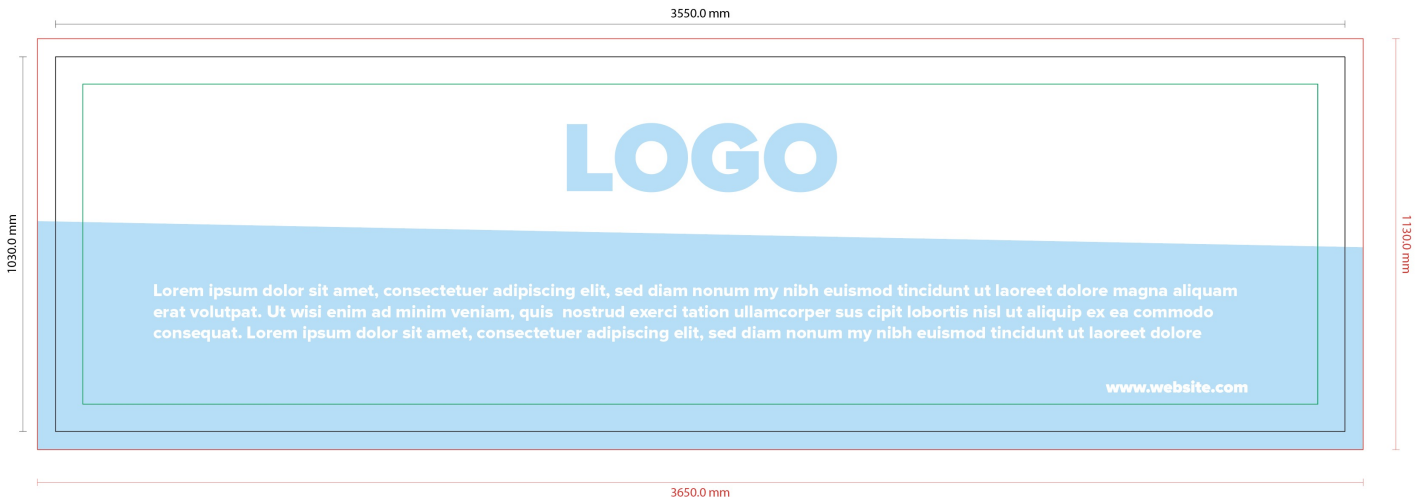 3550.0 mm
LOGO
1030.0 mm
1130.0 mm
Lorem ipsum dolor sit amet, consectetuer adipiscing elit, sed diam nonum my nibh euismod tincidunt ut laoreet dolore magna aliquam
erat volutpat. Ut wisi enim ad minim veniam, quis  nostrud exerci tation ullamcorper sus cipit lobortis nisl ut aliquip ex ea commodo
consequat. Lorem ipsum dolor sit amet, consectetuer adipiscing elit, sed diam nonum my nibh euismod tincidunt ut laoreet dolore
www.website.com
3650.0 mm